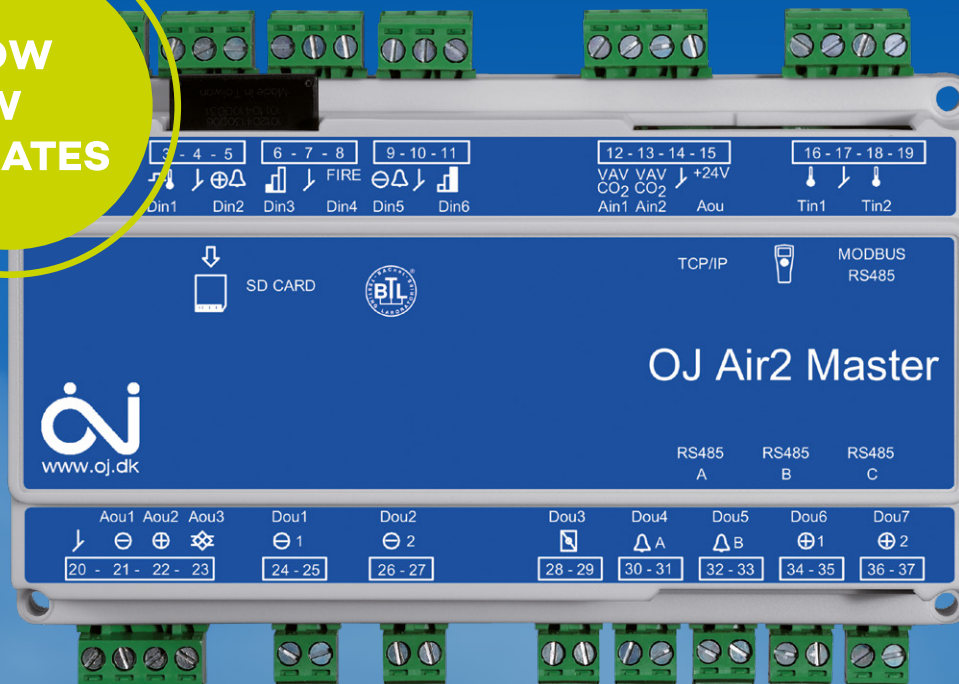 OW
W
ATES
3 - 4 - 5
6 - 7 - 8
9 - 10 - 11
12 - 13 - 14 - 15
16 - 17 - 18 - 19
FIRE
VAV VAV +24V
CO2 CO2
Din1 Din2 Din3 Din4 Din5 Din6 Ain1 Ain2 Aou Tin1 Tin2
SD CARD
BTL
TCP/IP
MODBUS
RS485
OJ Air2 Master
www.oj.dk
RS485 RS485 RS485
A B C
Aou1 Aou2 Aou3 Dou1 Dou2 Dou3 Dou4 Dou5 Dou6 Dou7
1 2 A B 1 2
20 - 21 - 22 - 23
24 - 25
26 - 27
28 - 29
30 - 31
32 - 33
34 - 35
36 - 37